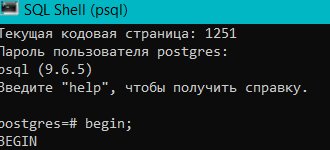 SQL Shell (psql)
Текущая кодовая страница: 1251
Пароль пользователя postgres:
psql (9.6.5)
Введите "help", чтобы получить справку.
postgres=# begin;
BEGIN